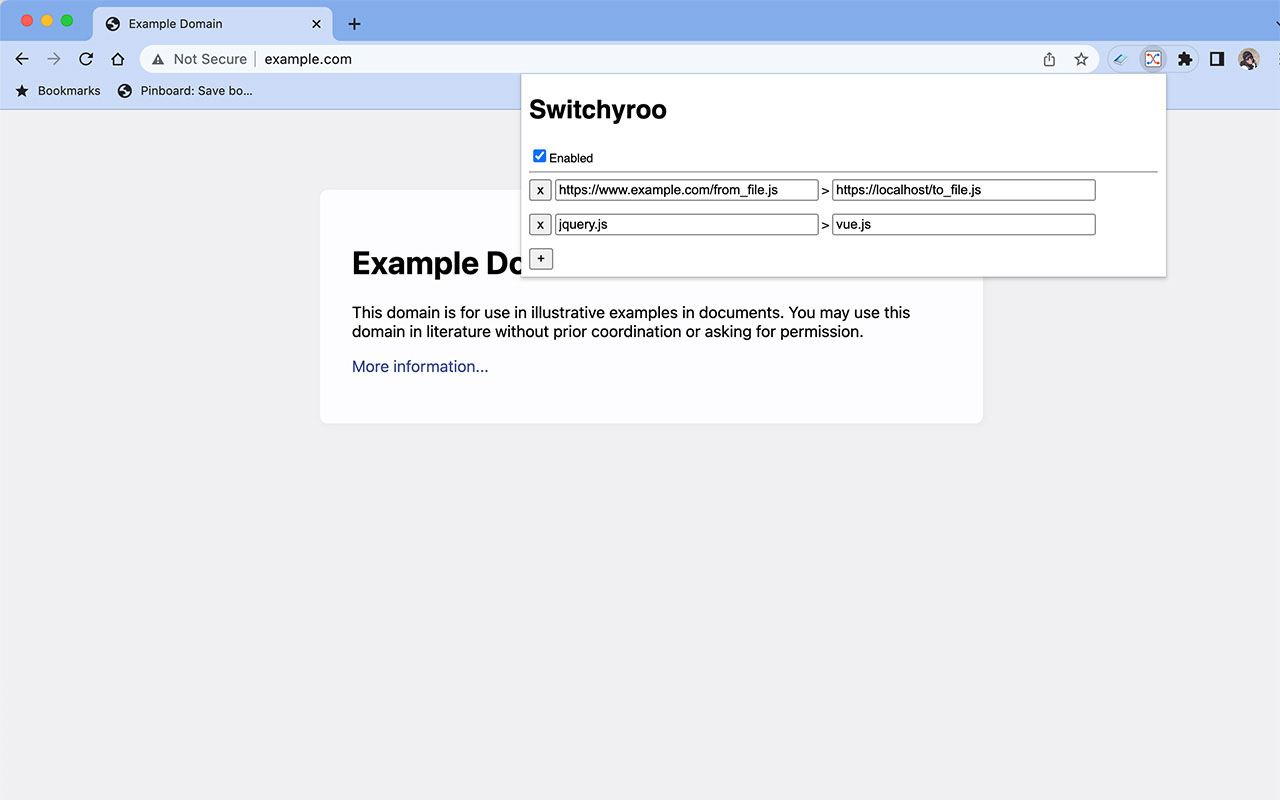 Example Domain
Not Secure example.com
Bookmarks Pinboard: Save bo...
Switchyroo
Enabled
x https://www.example.com/from_file.js > https://localhost/to_file.js
x jquery.js > vue.js
+
Example Do
This domain is for use in illustrative examples in documents. You may use this
domain in literature without prior coordination or asking for permission.
More information...